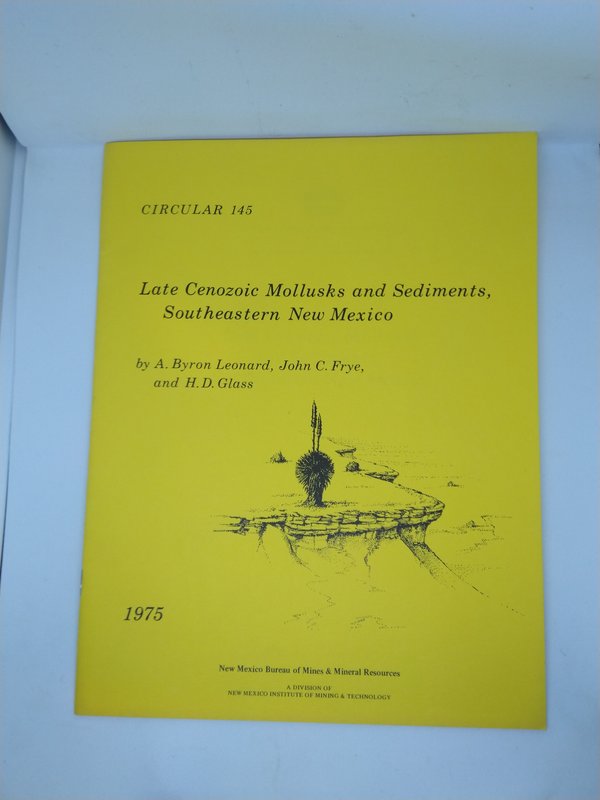 CIRCULAR 145
Late Cenozoic Mollusks and Sediments,
Southeastern New Mexico
by A. Byron Leonard, John C. Frye,
and H. D. Glass
1975
New Mexico Bureau of Mines & Mineral Resources
A DIVISION OF
NEW MEXICO INSTITUTE OF MINING & TECHNOLOGY